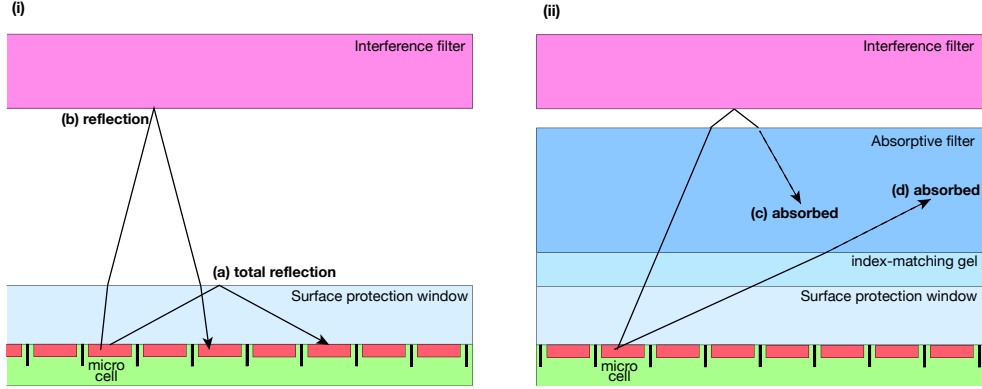 (i)
Interference filter
(b) reflection
(a) total reflection
Surface protection window
micro
cell
(ii)
Interference filter
Absorptive filter
(d) absorbed
(c) absorbed
index-matching gel
Surface protection window
micro
cell